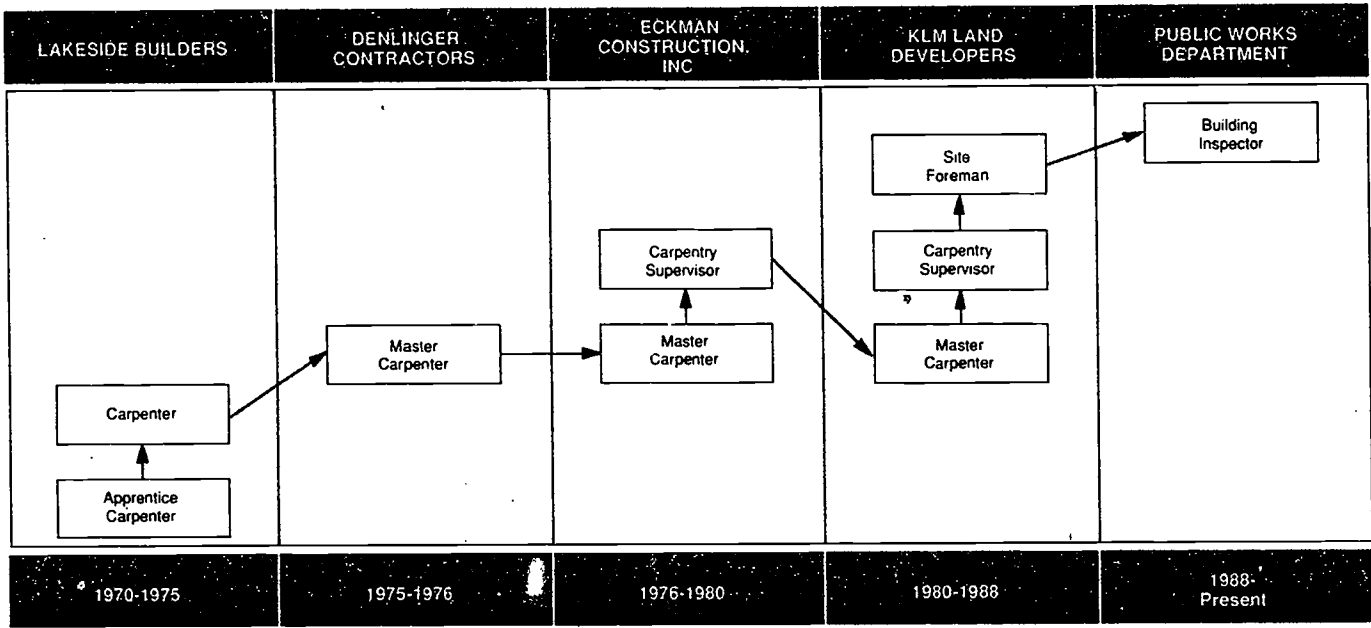 LAKESIDE BUILDERS
DENLINGER
CONTRACTORS
ECKMAN
CONSTRUCTION,
INC
KLM LAND
DEVELOPERS
PUBLIC WORKS
DEPARTMENT
Building
Inspector
Site
Foreman
Carpentry
Supervisor
Carpentry
Supervisor
Master
Carpenter
Master
Carpenter
Master
Carpenter
Carpenter
Apprentice
Carpenter
1970-1975
1975-1976
1976-1980
1980-1988
1988-
Present